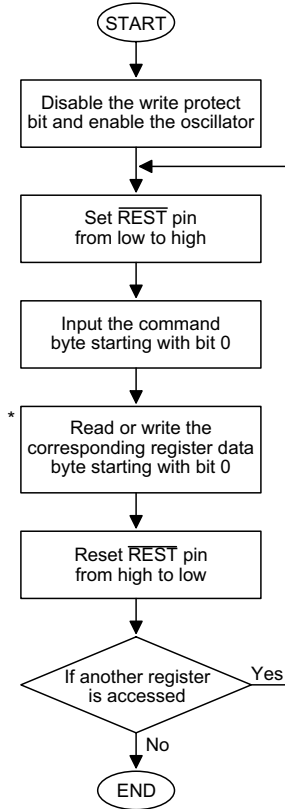 START
Disable the write protect
bit and enable the oscillator
Set REST pin
from low to high
Input the command
byte starting with bit 0
*
Read or write the
corresponding register data
byte starting with bit 0
Reset REST pin
from high to low
If another register
is accessed
Yes
No
END